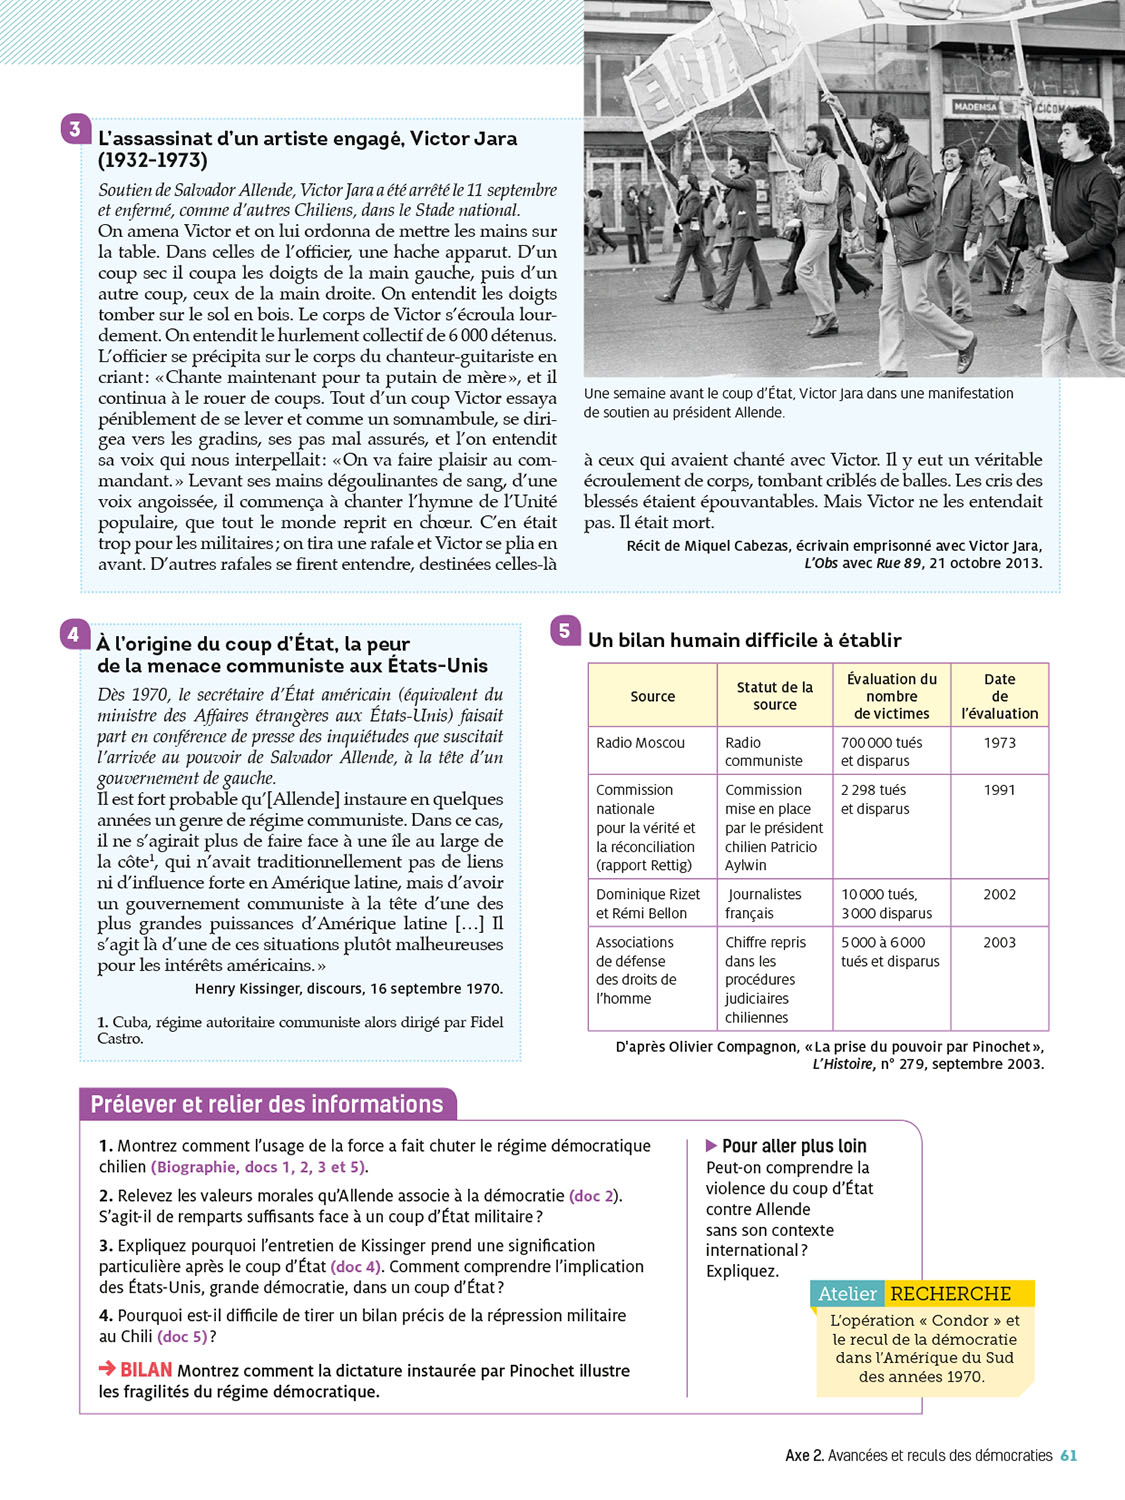 ERTEM
MADEMSA
3
L'assassinat d'un artiste engagé, Victor Jara
(1932-1973)
Soutien de Salvador Allende, Victor Jara a été arrêté le 11 septembre
et enfermé, comme d'autres Chiliens, dans le Stade national.
On amena Victor et on lui ordonna de mettre les mains sur
la table. Dans celles de l'officier, une hache apparut. D'un
coup sec il coupa les doigts de la main gauche, puis d'un
autre coup, ceux de la main droite. On entendit les doigts
tomber sur le sol en bois. Le corps de Victor s'écroula lour-
dement. On entendit le hurlement collectif de 6 000 détenus.
L'officier se précipita sur le corps du chanteur-guitariste en
criant : « Chante maintenant pour ta putain de mère », et il
continua à le rouer de coups. Tout d'un coup Victor essaya
péniblement de se lever et comme un somnambule, se diri-
gea vers les gradins, ses pas mal assurés, et l'on entendit
sa voix qui nous interpellait : « On va faire plaisir au com-
mandant. » Levant ses mains dégoulinantes de sang, d'une
voix angoissée, il commença à chanter l'hymne de l'Unité
populaire, que tout le monde reprit en chœur. C'en était
trop pour les militaires ; on tira une rafale et Victor se plia en
avant. D'autres rafales se firent entendre, destinées celles-là
Une semaine avant le coup d'État, Victor Jara dans une manifestation
de soutien au président Allende.
à ceux qui avaient chanté avec Victor. Il y eut un véritable
écroulement de corps, tombant criblés de balles. Les cris des
blessés étaient épouvantables. Mais Victor ne les entendait
pas. Il était mort.
Récit de Miquel Cabezas, écrivain emprisonné avec Victor Jara,
L'Obs avec Rue 89, 21 octobre 2013.
4
À l'origine du coup d'État, la peur
de la menace communiste aux États-Unis
Dès 1970, le secrétaire d'État américain (équivalent du
ministre des Affaires étrangères aux États-Unis) faisait
part en conférence de presse des inquiétudes que suscitait
l'arrivée au pouvoir de Salvador Allende, à la tête d'un
gouvernement de gauche.
Il est fort probable qu'[Allende] instaure en quelques
années un genre de régime communiste. Dans ce cas,
il ne s'agirait plus de faire face à une île au large de
la côte1, qui n'avait traditionnellement pas de liens
ni d'influence forte en Amérique latine, mais d'avoir
un gouvernement communiste à la tête d'une des
plus grandes puissances d'Amérique latine [...] Il
s'agit là d'une de ces situations plutôt malheureuses
pour les intérêts américains. »
Henry Kissinger, discours, 16 septembre 1970.
1. Cuba, régime autoritaire communiste alors dirigé par Fidel
Castro.
5
Un bilan humain difficile à établir
Source
Statut de la
source
Évaluation du
nombre
de victimes
Date
de
l'évaluation
Radio Moscou
Radio
communiste
700 000 tués
et disparus
1973
Commission
nationale
pour la vérité et
la réconciliation
(rapport Rettig)
Commission
mise en place
par le président
chilien Patricio
Aylwin
2 298 tués
et disparus
1991
Dominique Rizet
et Rémi Bellon
Journalistes
français
10 000 tués,
3 000 disparus
2002
Associations
de défense
des droits de
l'homme
Chiffre repris
dans les
procédures
judiciaires
chiliennes
5 000 à 6 000
tués et disparus
2003
D'après Olivier Compagnon, « La prise du pouvoir par Pinochet »,
L'Histoire, n° 279, septembre 2003.
Prélever et relier des informations
1. Montrez comment l'usage de la force a fait chuter le régime démocratique
chilien (Biographie, docs 1, 2, 3 et 5).
2. Relevez les valeurs morales qu'Allende associe à la démocratie (doc 2).
S'agit-il de remparts suffisants face à un coup d'État militaire ?
3. Expliquez pourquoi l'entretien de Kissinger prend une signification
particulière après le coup d'État (doc 4). Comment comprendre l'implication
des États-Unis, grande démocratie, dans un coup d'État ?
4. Pourquoi est-il difficile de tirer un bilan précis de la répression militaire
au Chili (doc 5) ?
BILAN Montrez comment la dictature instaurée par Pinochet illustre
les fragilités du régime démocratique.
Pour aller plus loin
Peut-on comprendre la
violence du coup d'État
contre Allende
sans son contexte
international ?
Expliquez.
Atelier RECHERCHE
L'opération « Condor » et
le recul de la démocratie
dans l'Amérique du Sud
des années 1970.
Axe 2. Avancées et reculs des démocraties 61